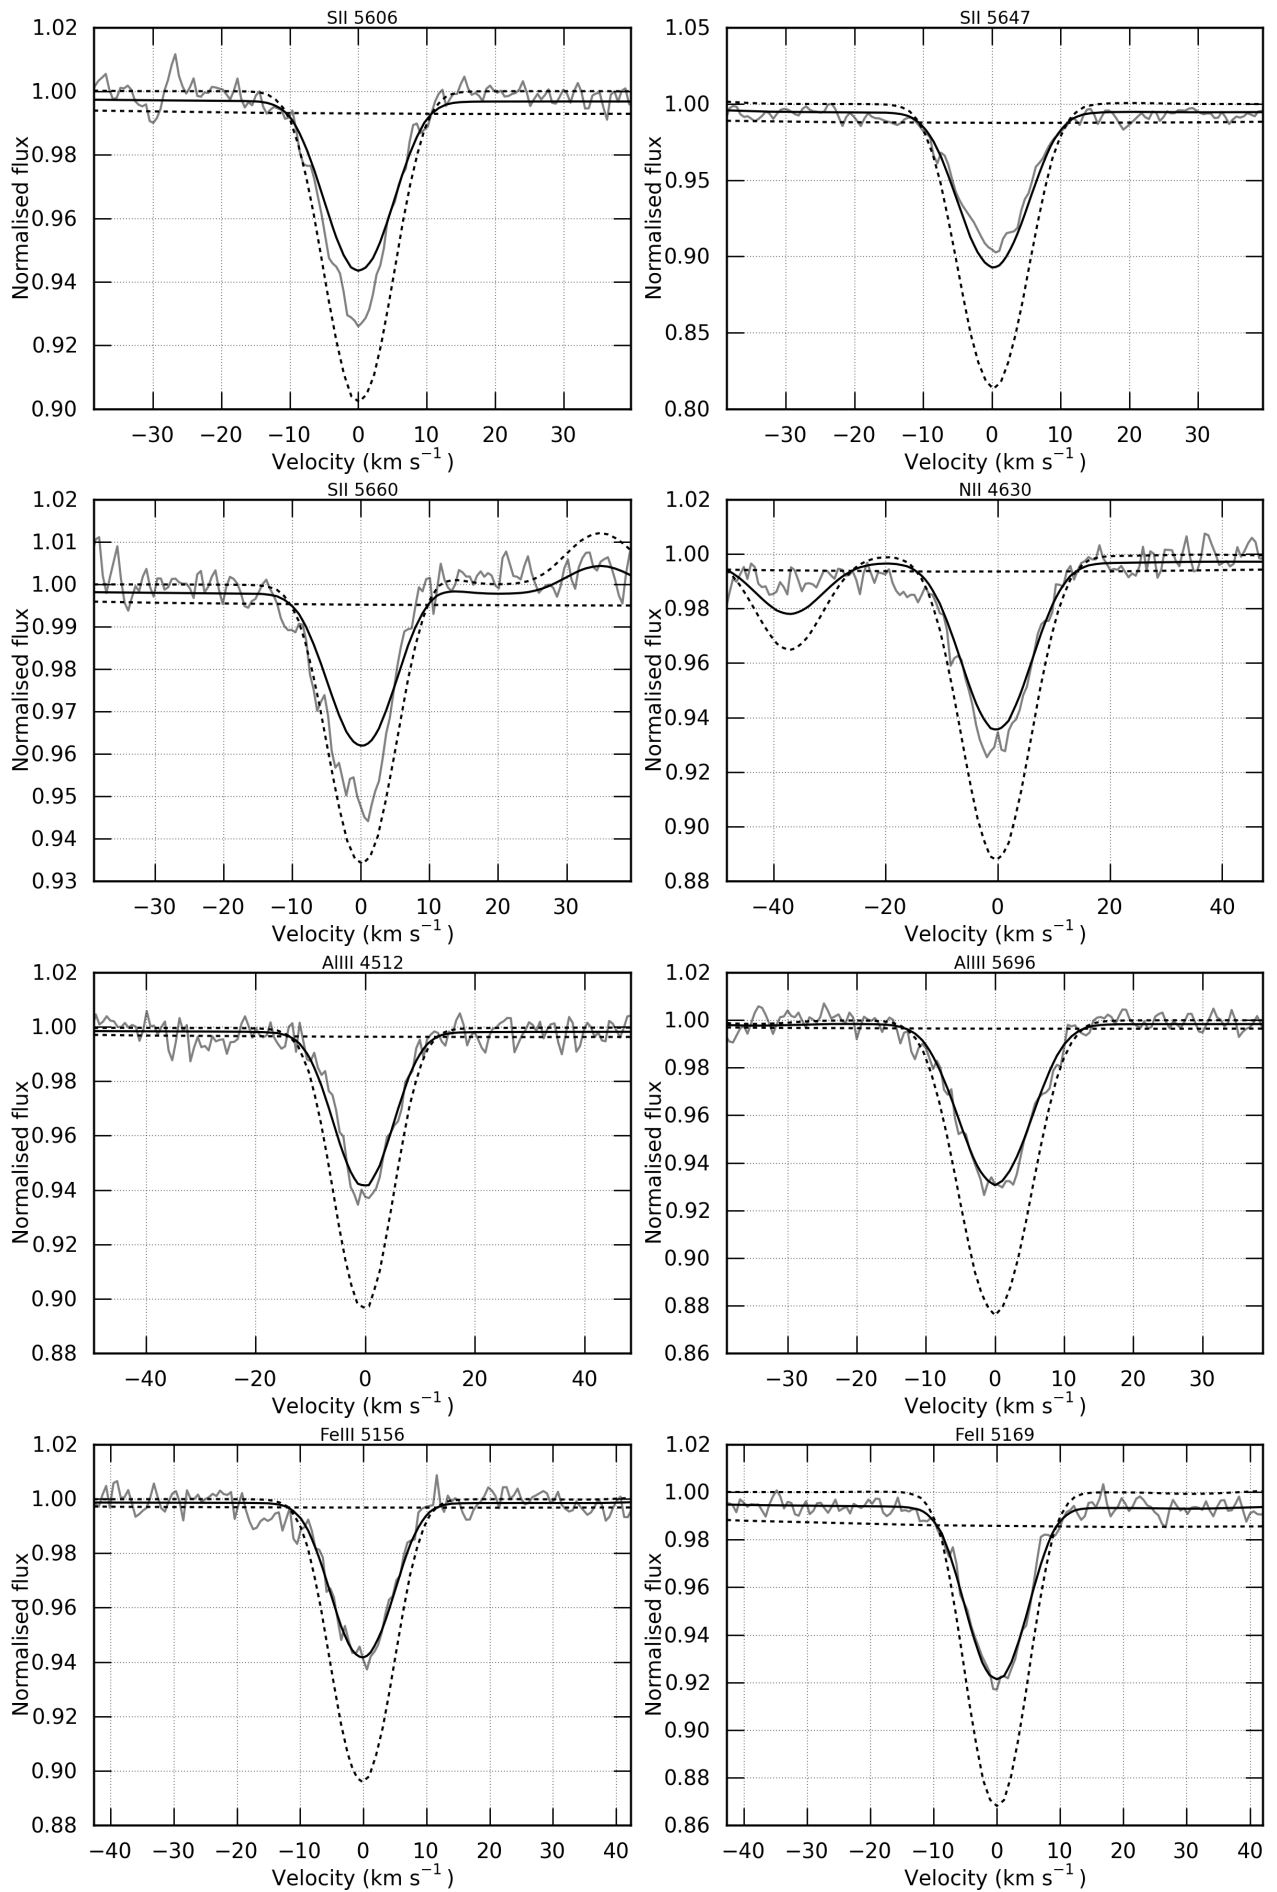 SII 5606
1.02
1.00
0.98
0.96
0.94
0.92
0.90
Normalised flux
−30 −20 −10 0 10 20 30
Velocity (km s−1)
SII 5647
1.05
1.00
0.95
0.90
0.85
0.80
Normalised flux
−30 −20 −10 0 10 20 30
Velocity (km s−1)
SII 5660
1.02
1.01
1.00
0.99
0.98
0.97
0.96
0.95
0.94
0.93
Normalised flux
−30 −20 −10 0 10 20 30
Velocity (km s−1)
NII 4630
1.02
1.00
0.98
0.96
0.94
0.92
0.90
0.88
Normalised flux
−40 −20 0 20 40
Velocity (km s−1)
AlIII 4512
1.02
1.00
0.98
0.96
0.94
0.92
0.90
0.88
Normalised flux
−40 −20 0 20 40
Velocity (km s−1)
AlIII 5696
1.02
1.00
0.98
0.96
0.94
0.92
0.90
0.88
0.86
Normalised flux
−30 −20 −10 0 10 20 30
Velocity (km s−1)
FeIII 5156
1.02
1.00
0.98
0.96
0.94
0.92
0.90
0.88
Normalised flux
−40 −30 −20 −10 0 10 20 30 40
Velocity (km s−1)
FeII 5169
1.02
1.00
0.98
0.96
0.94
0.92
0.90
0.88
0.86
Normalised flux
−40 −30 −20 −10 0 10 20 30 40
Velocity (km s−1)